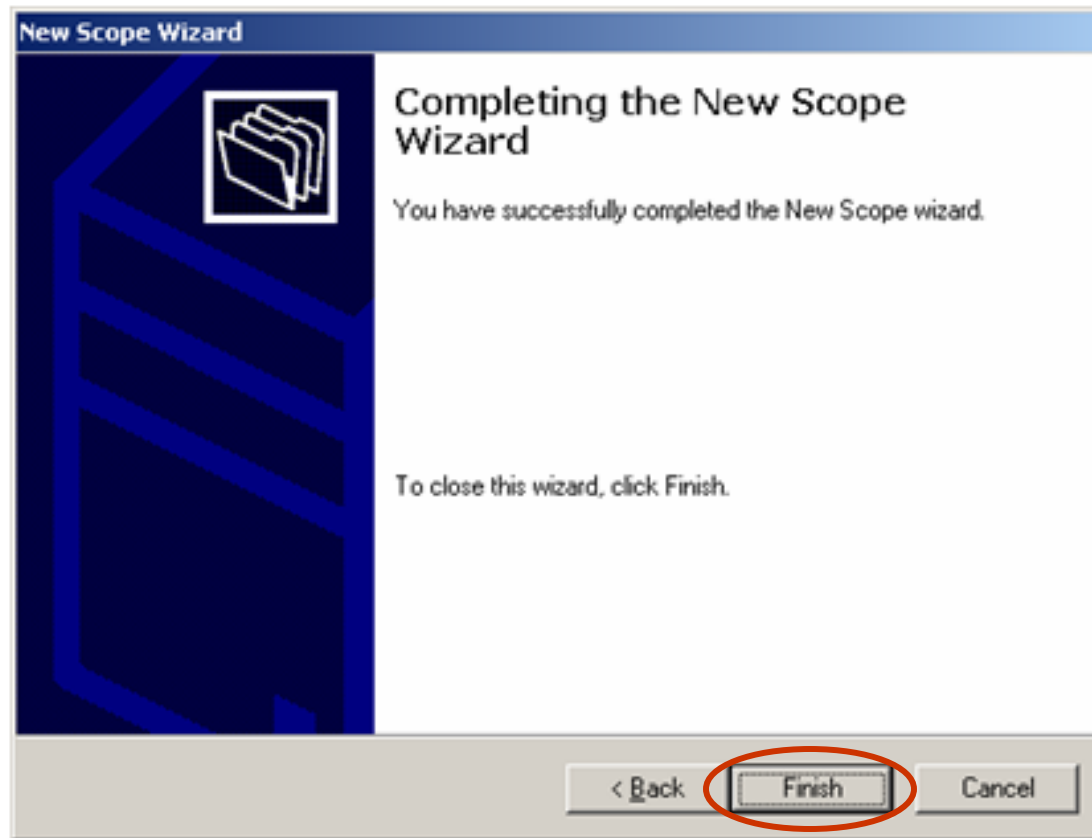 New Scope Wizard
Completing the New Scope
Wizard
You have successfully completed the New Scope wizard.
To close this wizard, click Finish.
< Back Finish Cancel